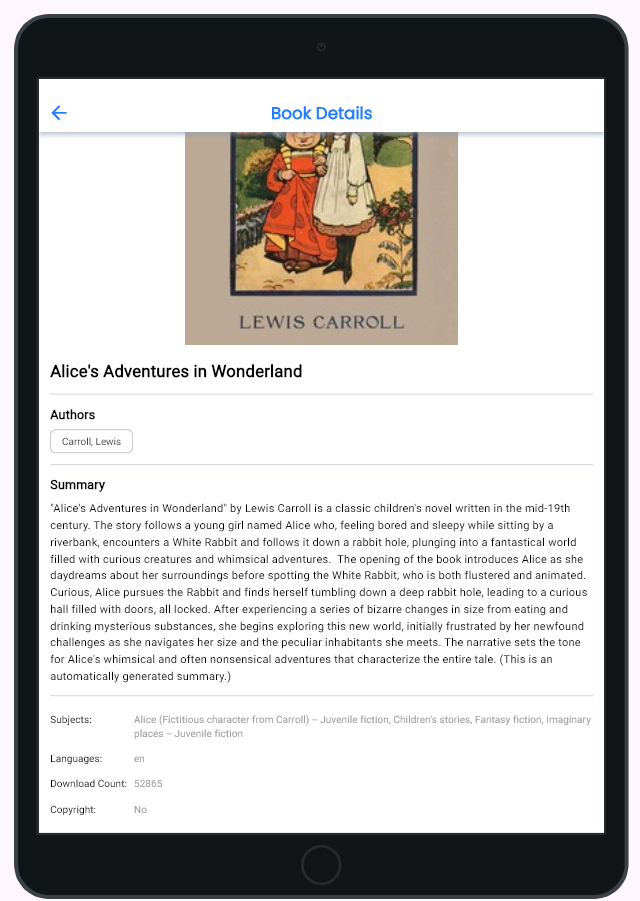 Book Details
LEWIS CARROLL
Alice's Adventures in Wonderland
Authors
Carroll, Lewis
Summary
"Alice's Adventures in Wonderland" by Lewis Carroll is a classic children's novel written in the mid-19th
century. The story follows a young girl named Alice who, feeling bored and sleepy while sitting by a
riverbank, encounters a White Rabbit and follows it down a rabbit hole, plunging into a fantastical world
filled with curious creatures and whimsical adventures.  The opening of the book introduces Alice as she
daydreams about her surroundings before spotting the White Rabbit, who is both flustered and animated.
Curious, Alice pursues the Rabbit and finds herself tumbling down a deep rabbit hole, leading to a curious
hall filled with doors, all locked. After experiencing a series of bizarre changes in size from eating and
drinking mysterious substances, she begins exploring this new world, initially frustrated by her newfound
challenges as she navigates her size and the peculiar inhabitants she meets. The narrative sets the tone
for Alice's whimsical and often nonsensical adventures that characterize the entire tale. (This is an
automatically generated summary.)
Subjects: Alice (Fictitious character from Carroll) -- Juvenile fiction, Children's stories, Fantasy fiction, Imaginary
places -- Juvenile fiction
Languages: en
Download Count: 52865
Copyright: No